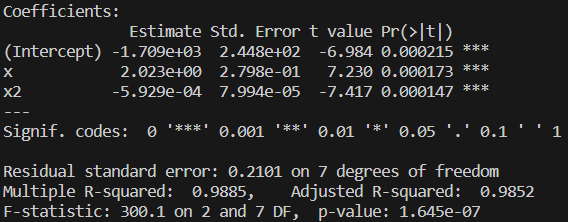 Coefficients:
              Estimate Std. Error t value Pr(>|t|)
(Intercept) -1.709e+03  2.448e+02  -6.984 0.000215 ***
x            2.023e+00  2.798e-01   7.230 0.000173 ***
x2          -5.929e-04  7.994e-05  -7.417 0.000147 ***
---
Signif. codes:  0 '***' 0.001 '**' 0.01 '*' 0.05 '.' 0.1 ' ' 1
Residual standard error: 0.2101 on 7 degrees of freedom
Multiple R-squared:  0.9885,    Adjusted R-squared:  0.9852
F-statistic: 300.1 on 2 and 7 DF,  p-value: 1.645e-07